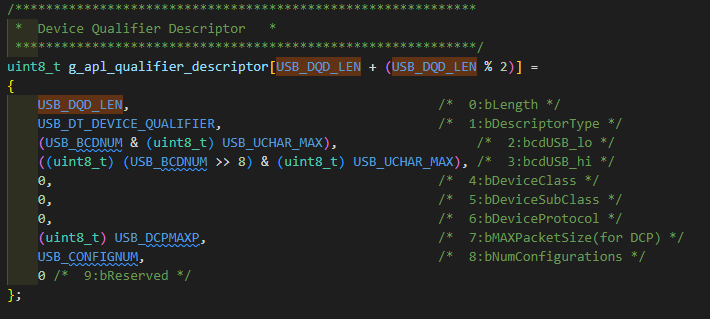 /***********************************************************
 *  Device Qualifier Descriptor   *
 ***********************************************************/
uint8_t g_apl_qualifier_descriptor[USB_DQD_LEN + (USB_DQD_LEN % 2)] =
{
    USB_DQD_LEN,                                        /*  0:bLength */
    USB_DT_DEVICE_QUALIFIER,                            /*  1:bDescriptorType */
    (USB_BCDNUM & (uint8_t) USB_UCHAR_MAX),                  /*  2:bcdUSB_lo */
    ((uint8_t) (USB_BCDNUM >> 8) & (uint8_t) USB_UCHAR_MAX), /*  3:bcdUSB_hi */
    0,                                                  /*  4:bDeviceClass */
    0,                                                  /*  5:bDeviceSubClass */
    0,                                                  /*  6:bDeviceProtocol */
    (uint8_t) USB_DCPMAXP,                              /*  7:bMAXPacketSize(for DCP) */
    USB_CONFIGNUM,                                      /*  8:bNumConfigurations */
    0 /*  9:bReserved */
};